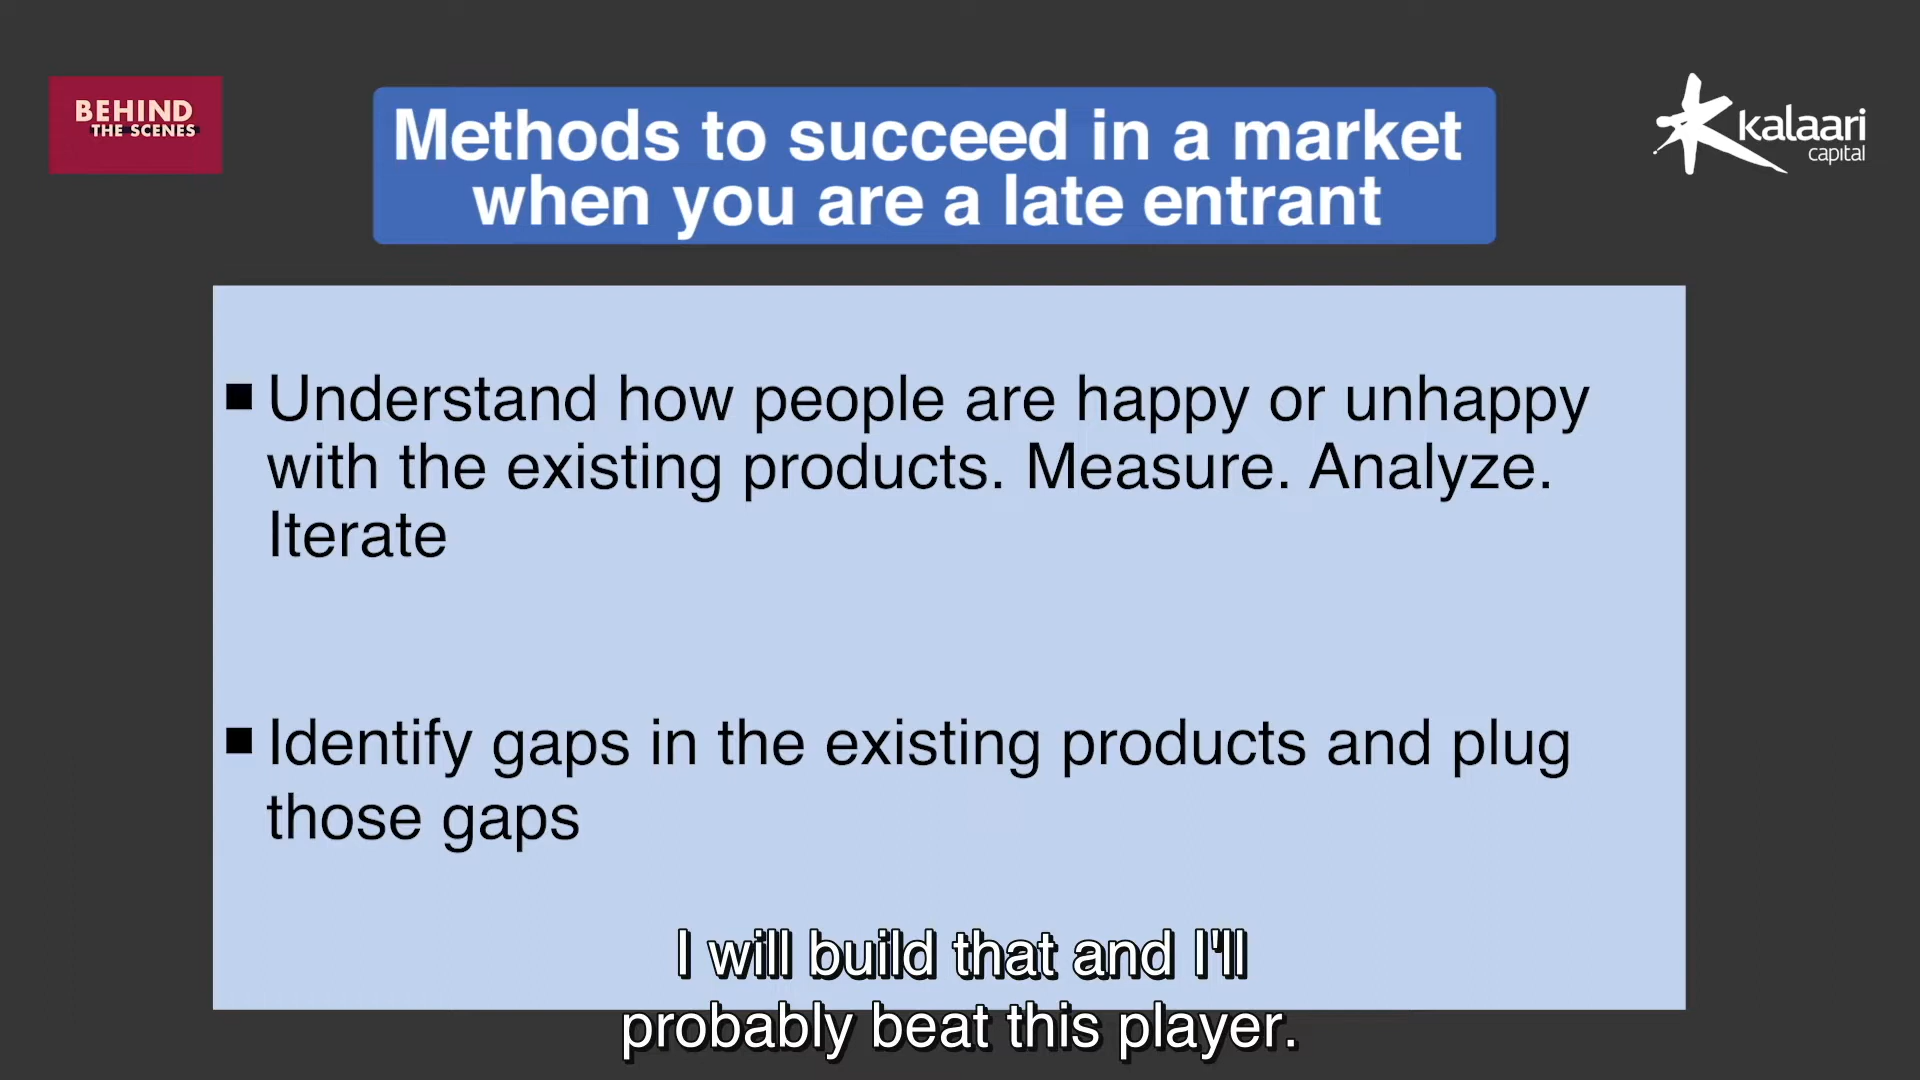 BEHIND
THE SCENES
Methods to succeed in a market
when you are a late entrant
kalaari
capital
Understand how people are happy or unhappy
with the existing products. Measure. Analyze.
Iterate
Identify gaps in the existing products and plug
those gaps
I will build that and I'll
probably beat this player.